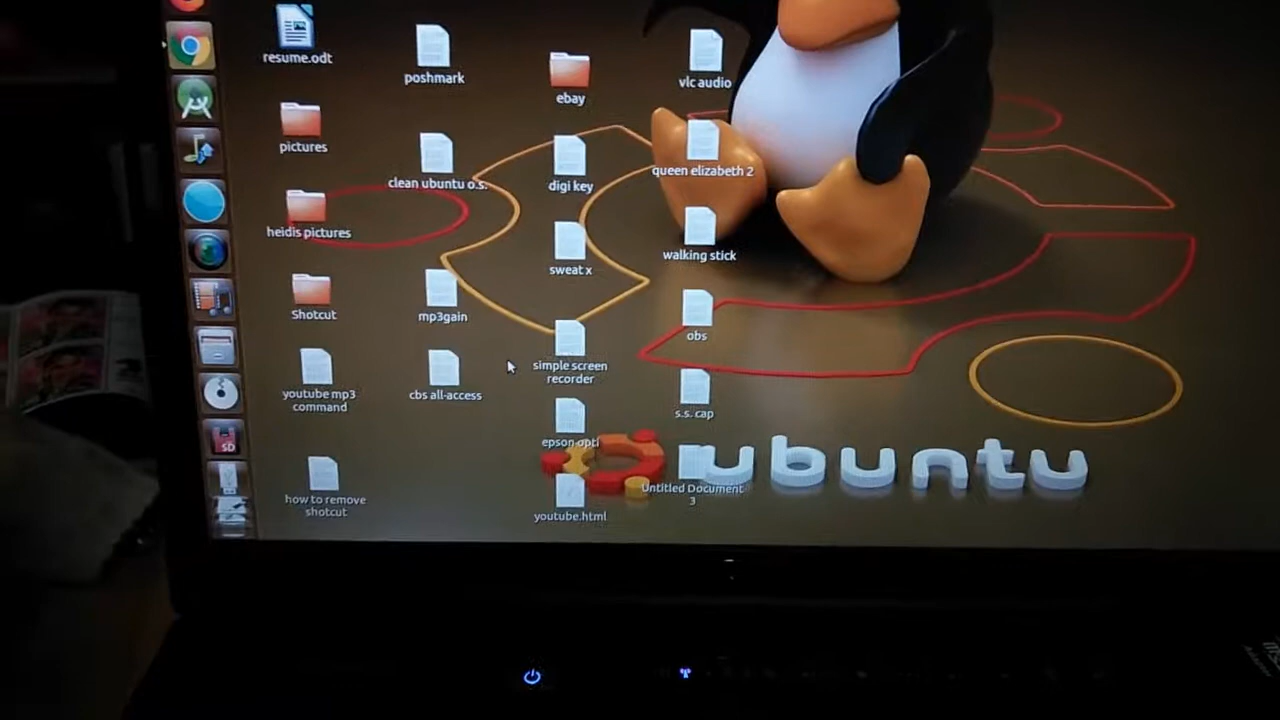 resume.odt
pictures
heidis pictures
Shotcut
youtube mp3
command
how to remove
shotcut
poshmark
clean ubuntu o.s.
mp3gain
cbs all-access
ebay
digi key
sweat x
simple screen
recorder
epson opti
youtube.html
vlc audio
queen elizabeth 2
walking stick
obs
s.s. cap
Untitled Document
3
ubuntu
SD